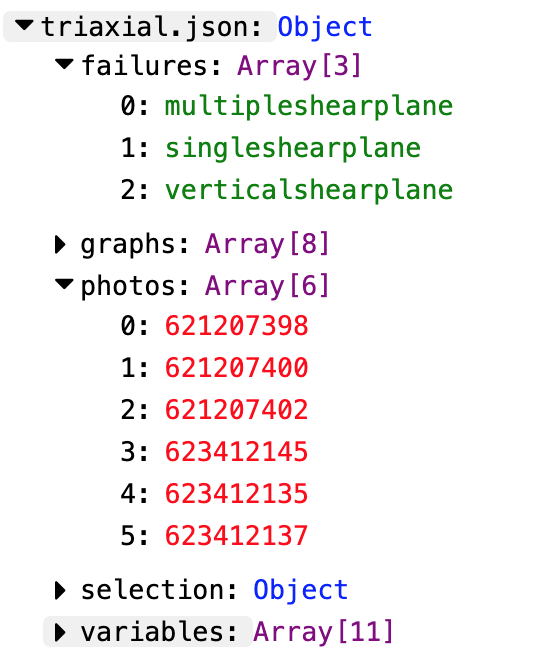 triaxial.json: Object
failures: Array[3]
0: multipleshearplane
1: singleshearplane
2: verticalshearplane
graphs: Array[8]
photos: Array[6]
0: 621207398
1: 621207400
2: 621207402
3: 623412145
4: 623412135
5: 623412137
selection: Object
variables: Array[11]